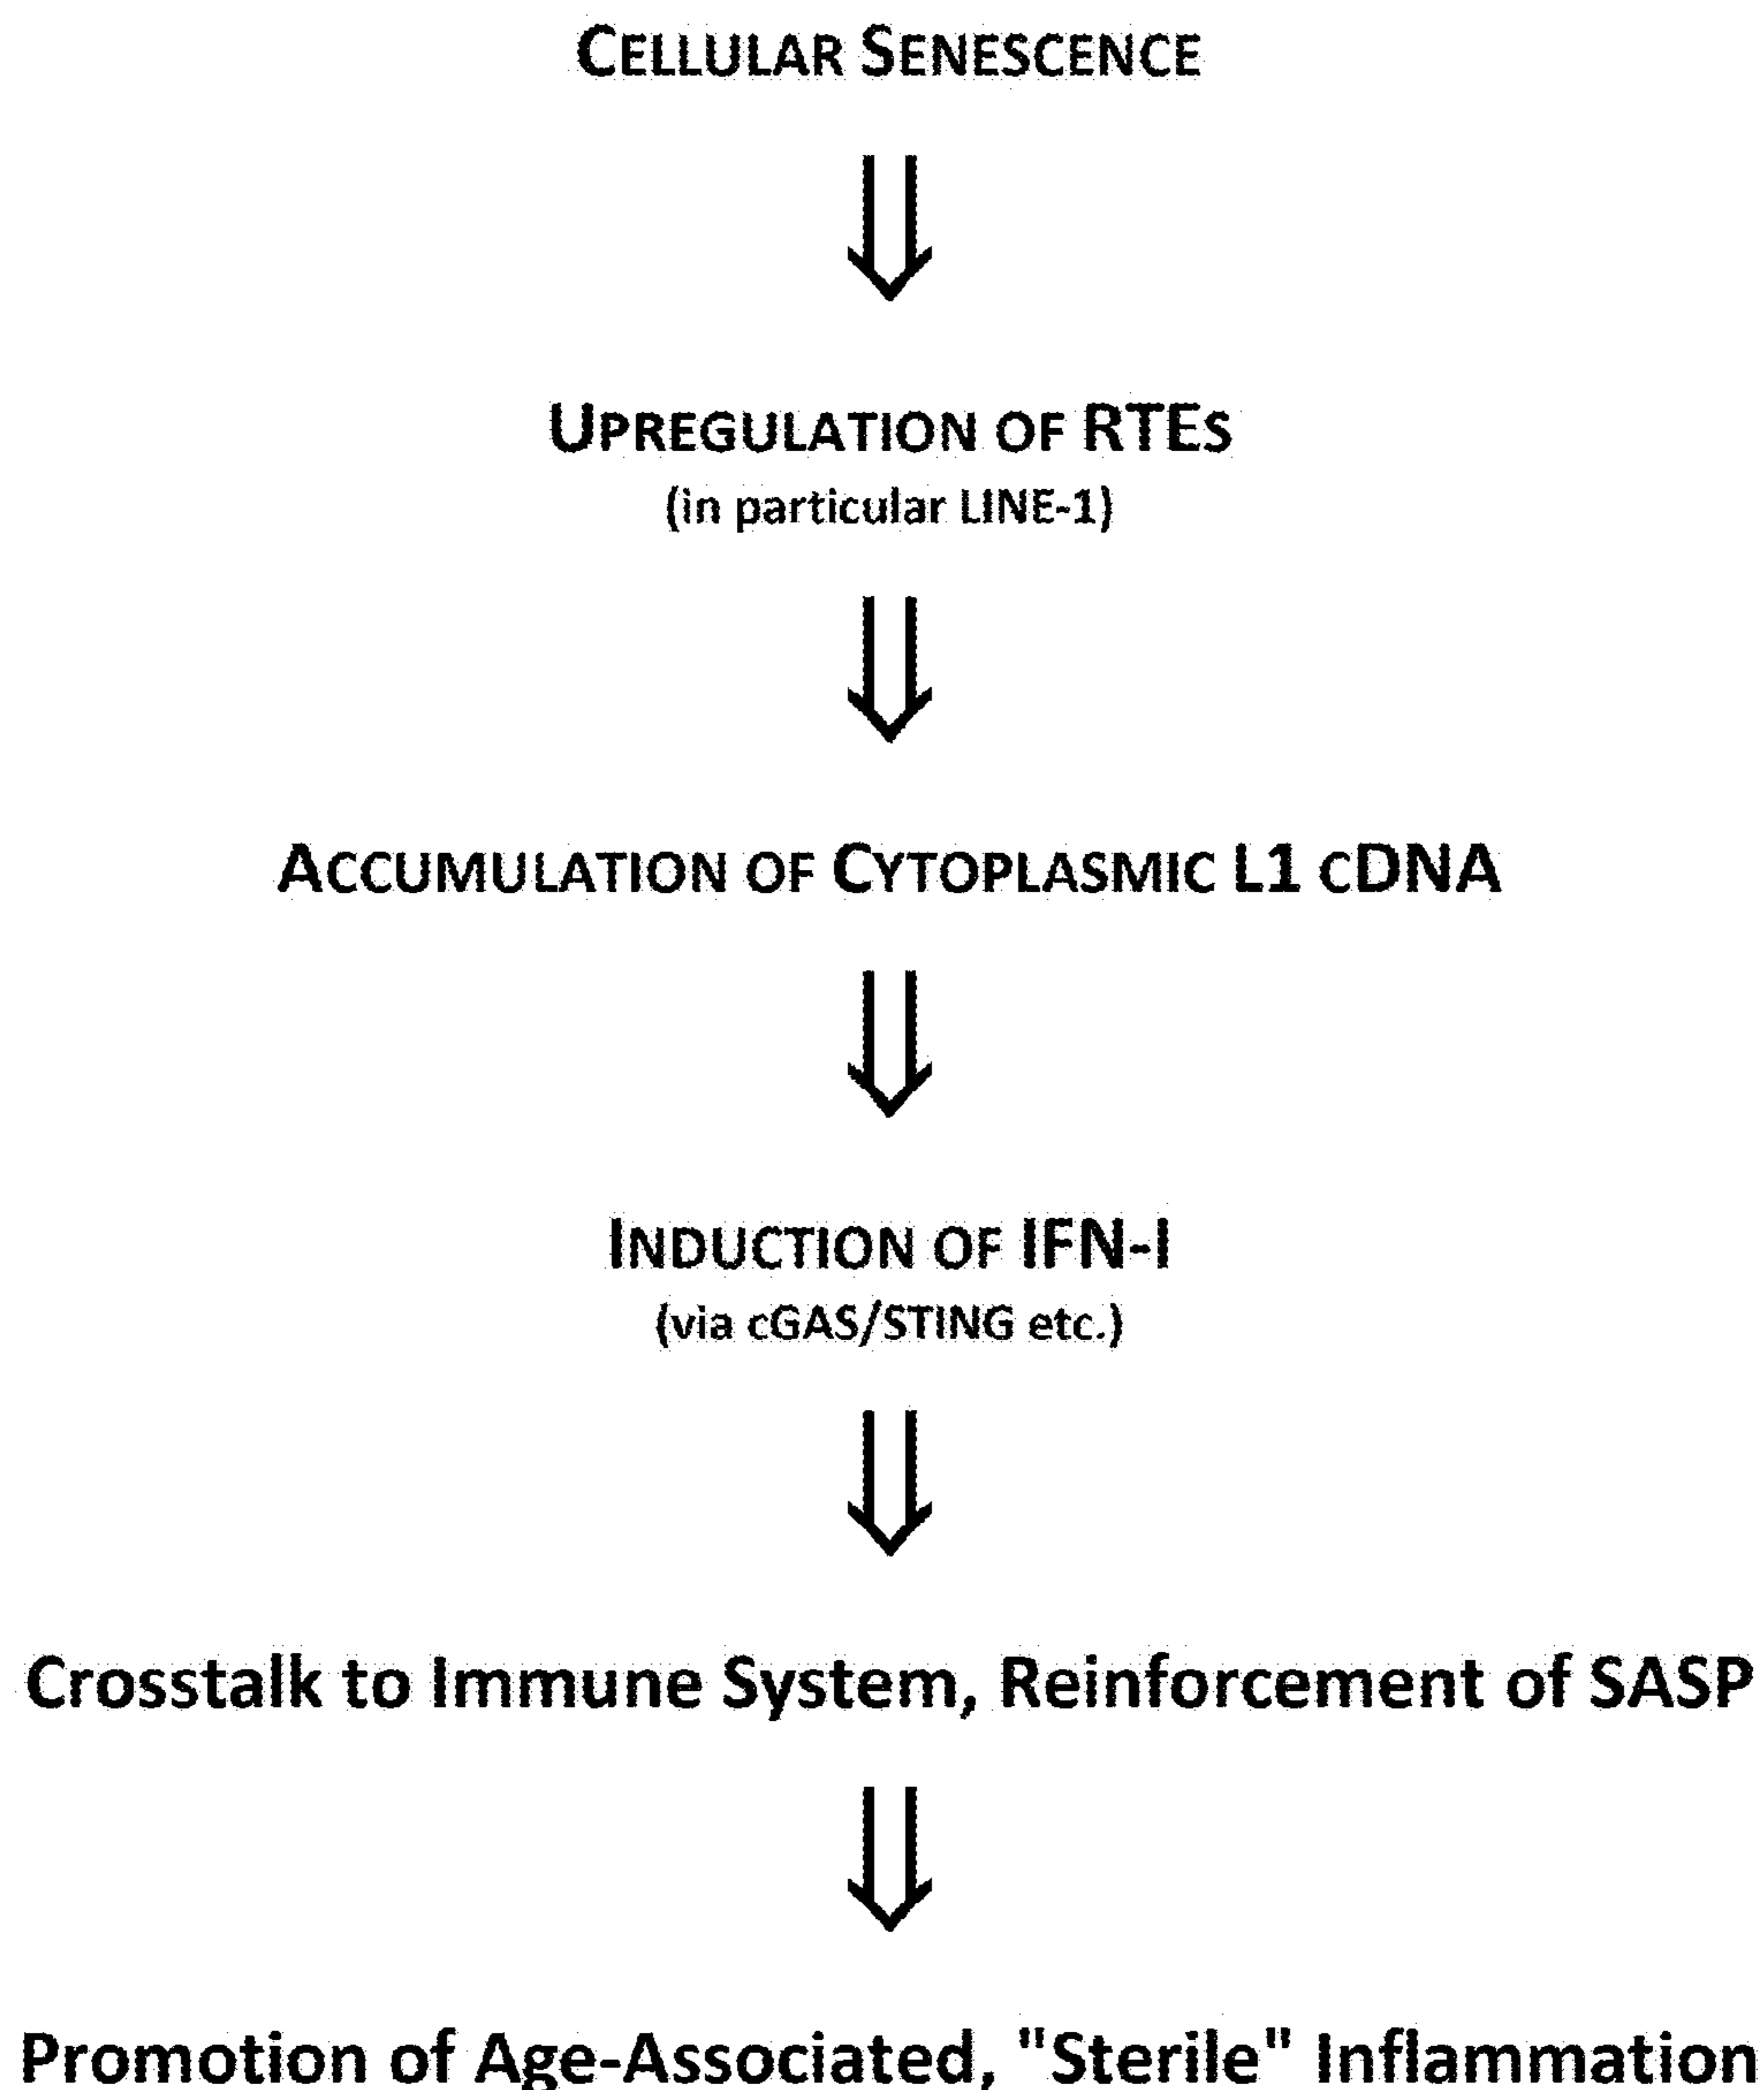 CELLULAR SENESCENCE
UPREGULATION OF RTES
(in particular LINE-1)
ACCUMULATION OF CYTOPLASMIC L1 CDNA
INDUCTION OF IFN-I
(via cGAS/STING etc.)
Crosstalk to Immune System, Reinforcement of SASP
Promotion of Age-Associated, "Sterile" Inflammation